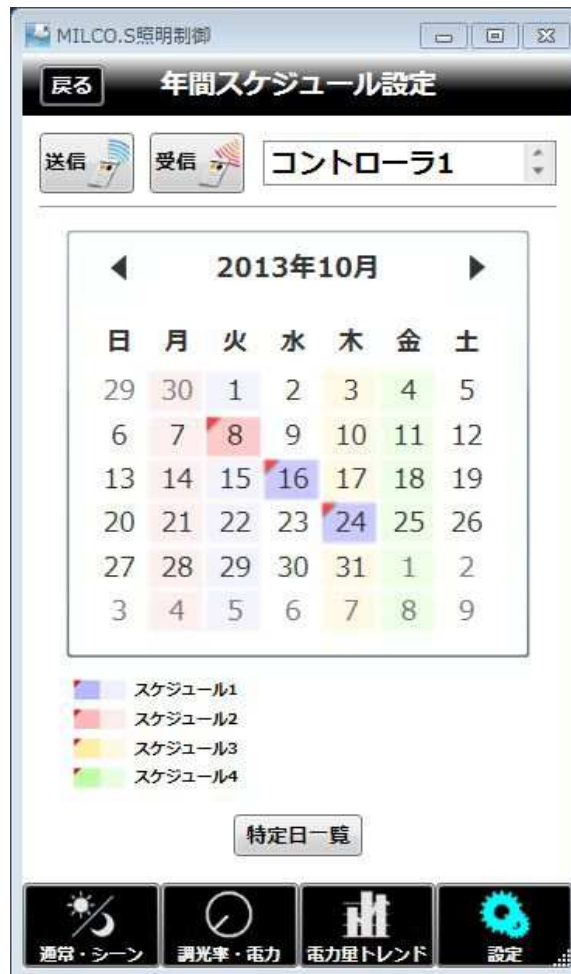 MILCO.S照明制御
戻る 年間スケジュール設定
送信 受信 コントローラ1
2013年10月
日 月 火 水 木 金 土
29 30 1 2 3 4 5
6 7 8 9 10 11 12
13 14 15 16 17 18 19
20 21 22 23 24 25 26
27 28 29 30 31 1 2
3 4 5 6 7 8 9
スケジュール1
スケジュール2
スケジュール3
スケジュール4
特定日一覧
通常・シーン 調光率・電力 電力量トレンド 設定